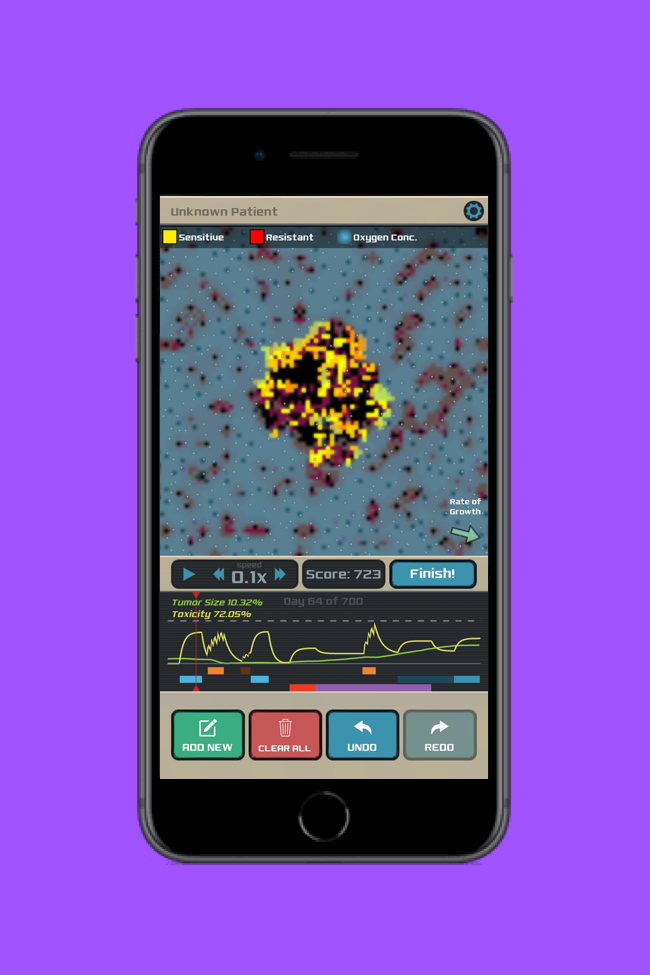 Unknown Patient
Sensitive Resistant Oxygen Conc.
Rate of
Growth
speed
0.1x Score: 723 Finish!
Tumor Size 10.32% Day 64 of 700
Toxicity 72.05%
ADD NEW CLEAR ALL UNDO REDO